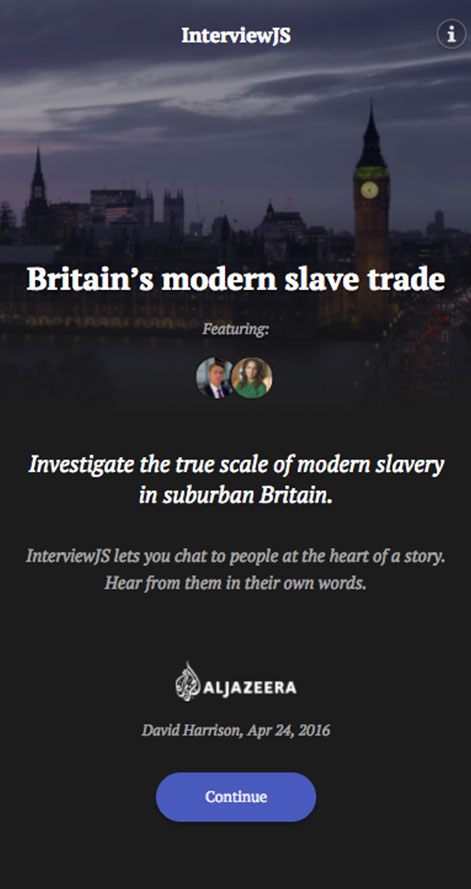 InterviewJS
Britain’s modern slave trade
Featuring:
Investigate the true scale of modern slavery
in suburban Britain.
InterviewJS lets you chat to people at the heart of a story.
Hear from them in their own words.
ALJAZEERA
David Harrison, Apr 24, 2016
Continue